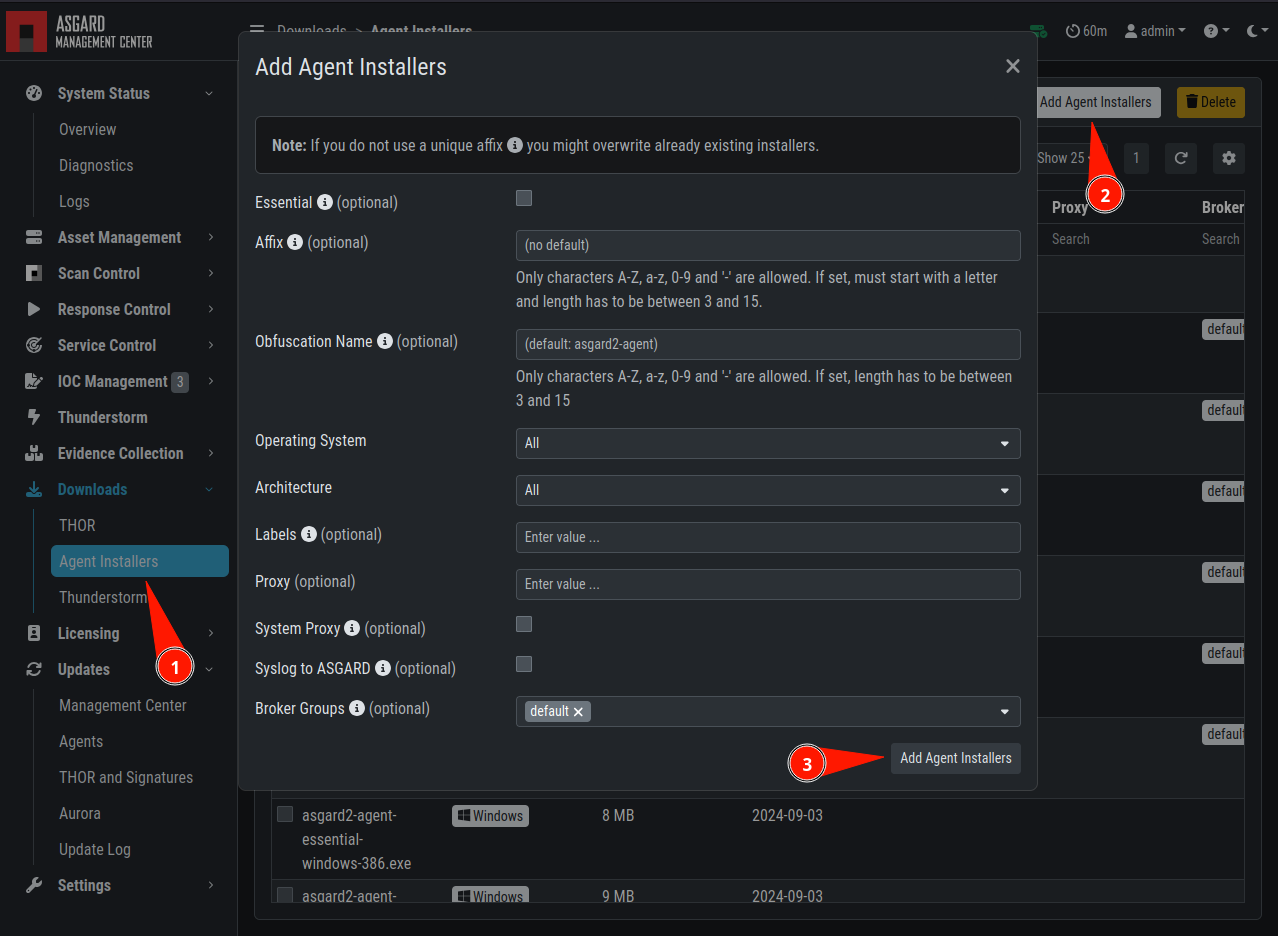 ASGARD
MANAGEMENT CENTER
Downloads > Agent Installers
60m
admin
System Status
Overview
Diagnostics
Logs
Asset Management
Scan Control
Response Control
Service Control
IOC Management 3
Thunderstorm
Evidence Collection
Downloads
THOR
Agent Installers
Thunderstorm
Licensing
Updates
Management Center
Agents
THOR and Signatures
Aurora
Update Log
Settings
1
Add Agent Installers
Note: If you do not use a unique affix you might overwrite already existing installers.
Essential (optional)
Affix (optional)
(no default)
Only characters A-Z, a-z, 0-9 and '-' are allowed. If set, must start with a letter
and length has to be between 3 and 15.
Obfuscation Name (optional)
(default: asgard2-agent)
Only characters A-Z, a-z, 0-9 and '-' are allowed. If set, length has to be between
3 and 15
Operating System
All
Architecture
All
Labels (optional)
Enter value ...
Proxy (optional)
Enter value ...
System Proxy (optional)
Syslog to ASGARD (optional)
Broker Groups (optional)
default
3
Add Agent Installers
Add Agent Installers
Delete
Show 25
1
2
Proxy
Broker
Search
Search
default
default
default
default
default
default
asgard2-agent-
essential-
windows-386.exe
Windows
8 MB
2024-09-03
asgard2-agent-
Windows
9 MB
2024-09-03